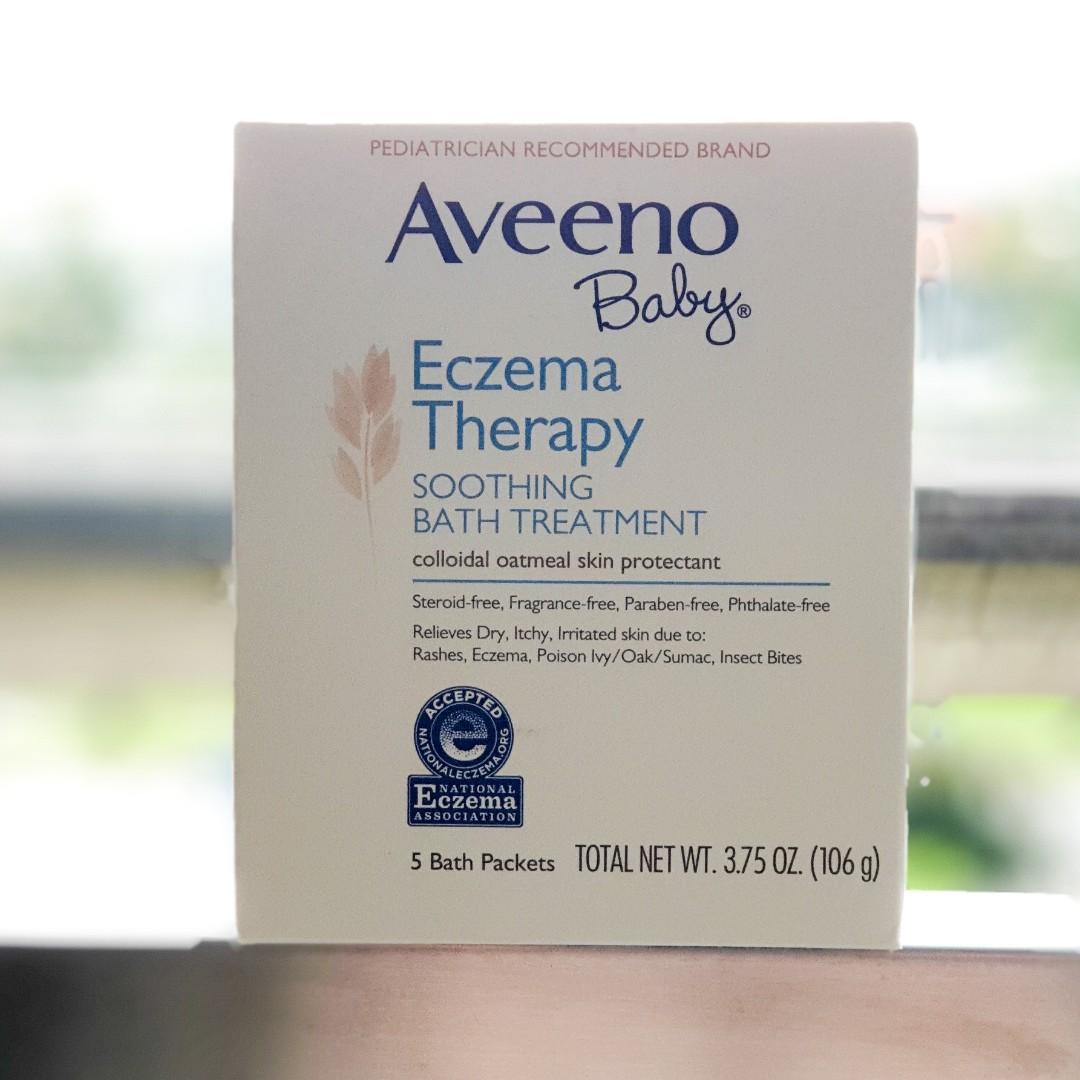 PEDIATRICIAN RECOMMENDED BRAND
Aveeno
Baby®
Eczema
Therapy
SOOTHING
BATH TREATMENT
colloidal oatmeal skin protectant
Steroid-free, Fragrance-free, Paraben-free, Phthalate-free
Relieves Dry, Itchy, Irritated skin due to:
Rashes, Eczema, Poison Ivy/Oak/Sumac, Insect Bites
ACCEPTED
NATIONALECZEMA.ORG
NATIONAL
Eczema
ASSOCIATION
5 Bath Packets TOTAL NET WT. 3.75 OZ. (106 g)